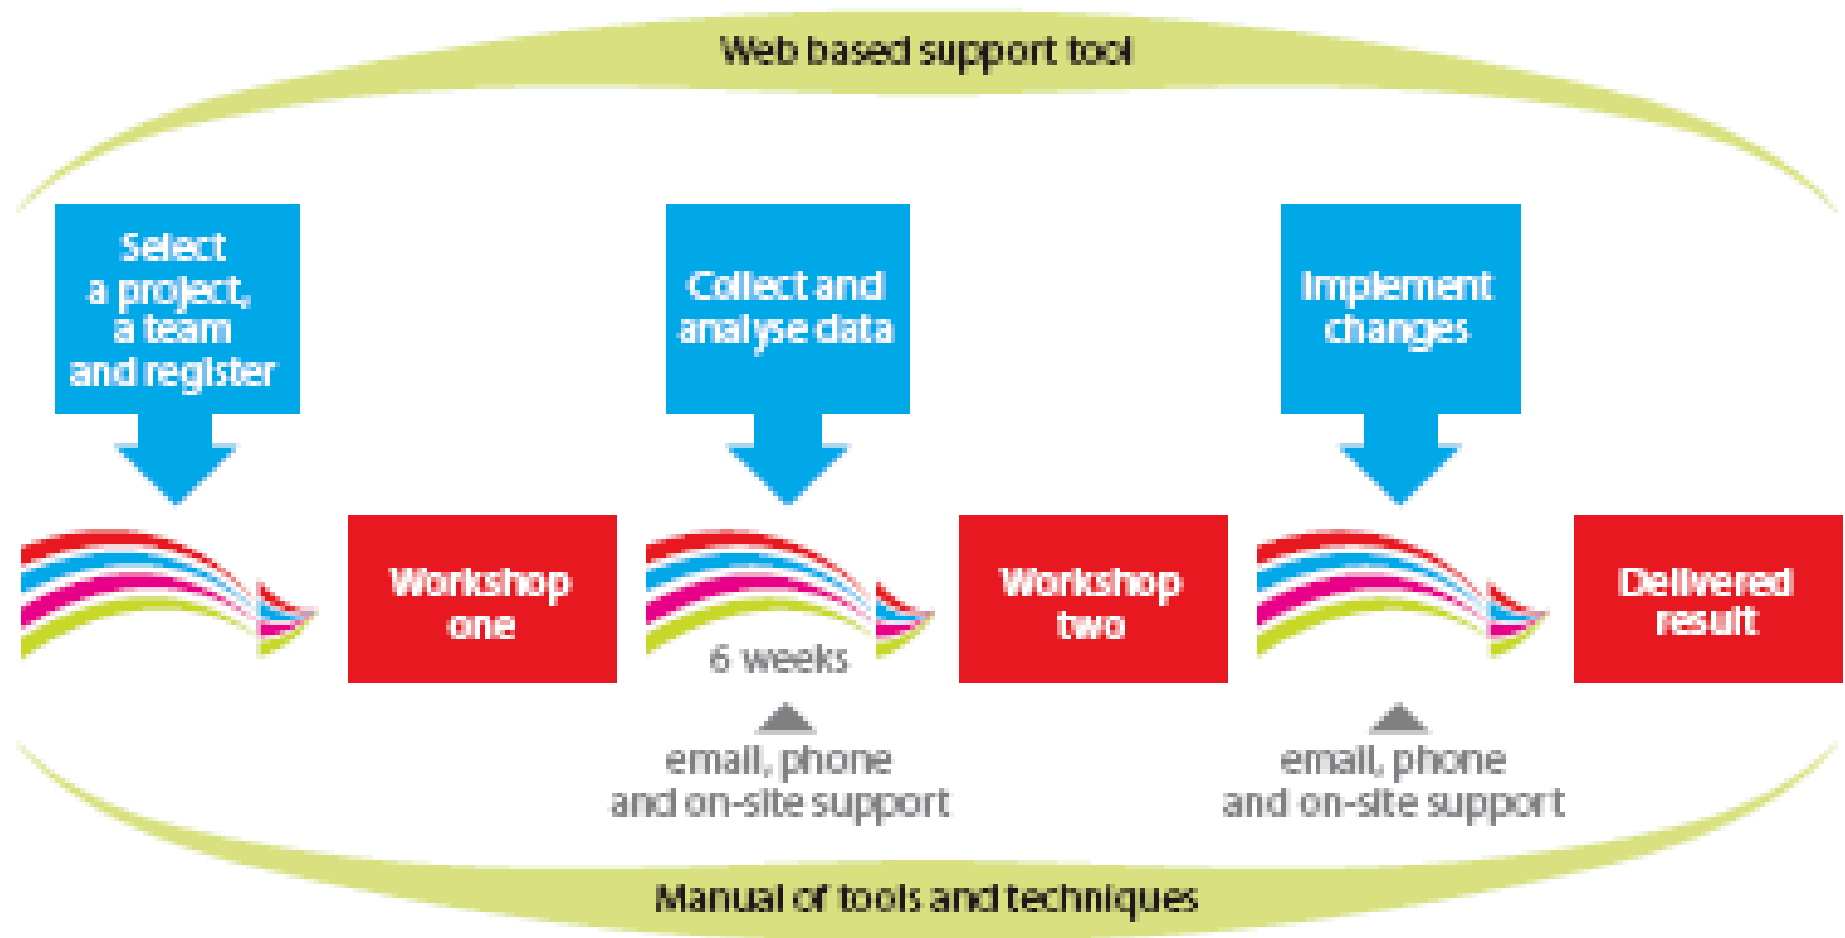 Web based support tool
Select
a project,
a team
and register
Collect and
analyse data
Implement
changes
Workshop
one
6 weeks
Workshop
two
Delivered
result
email, phone
and on-site support
email, phone
and on-site support
Manual of tools and techniques